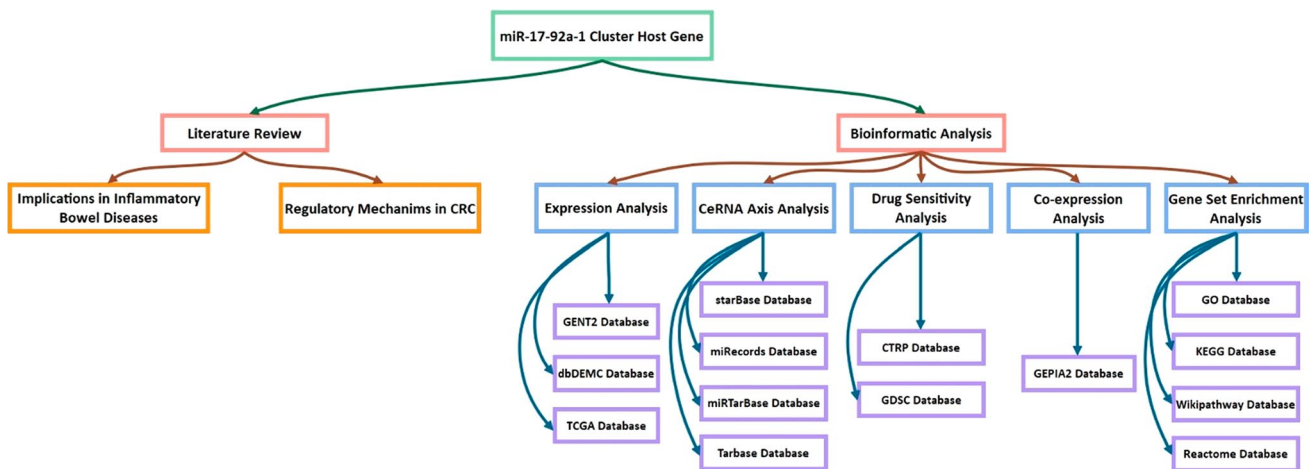 miR-17-92a-1 Cluster Host Gene
Literature Review
Bioinformatic Analysis
Implications in Inflammatory
Bowel Diseases
Regulatory Mechanims in CRC
Expression Analysis
CeRNA Axis Analysis
Drug Sensitivity
Analysis
Co-expression
Analysis
Gene Set Enrichment
Analysis
GENT2 Database
dbDEMC Database
TCGA Database
starBase Database
miRecords Database
miRTarBase Database
Tarbase Database
CTRP Database
GDSC Database
GEPIA2 Database
GO Database
KEGG Database
Wikipathway Database
Reactome Database